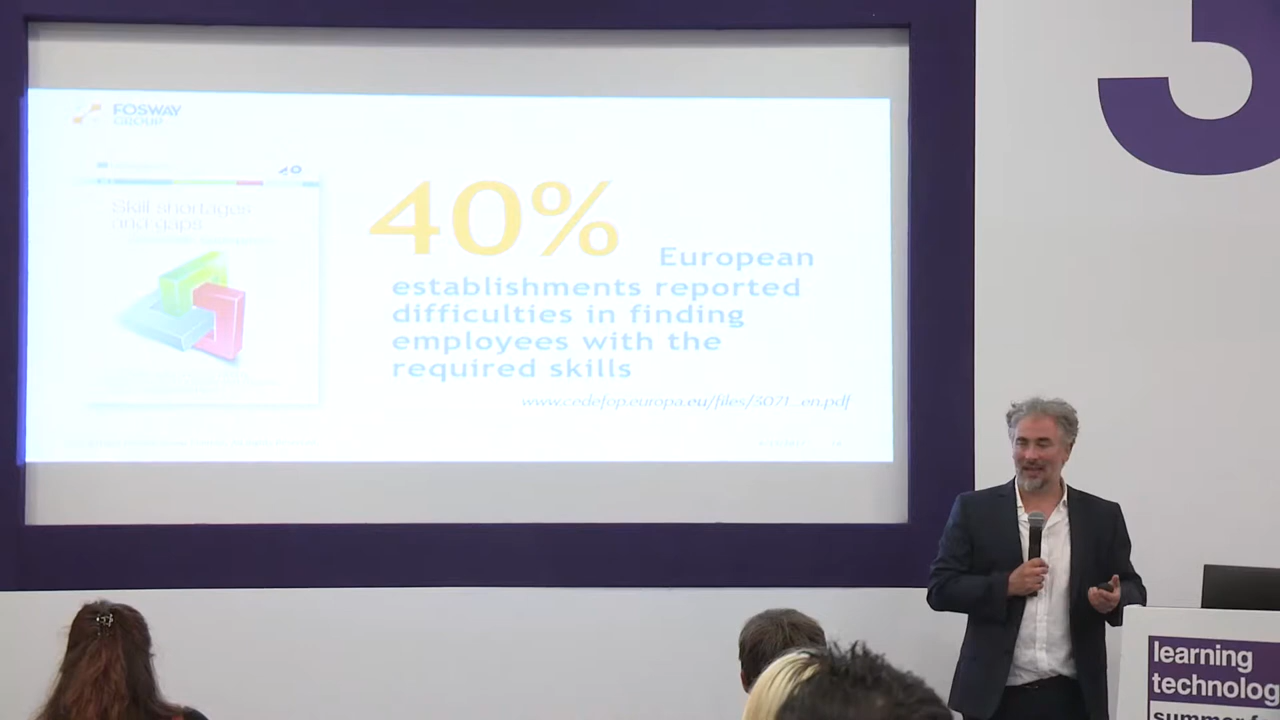 3
FOSWAY
GROUP
Skill shortages
and gaps
40%
European
establishments reported
difficulties in finding
employees with the
required skills
www.cedefop.europa.eu/files/3071_en.pdf
learning
technolog